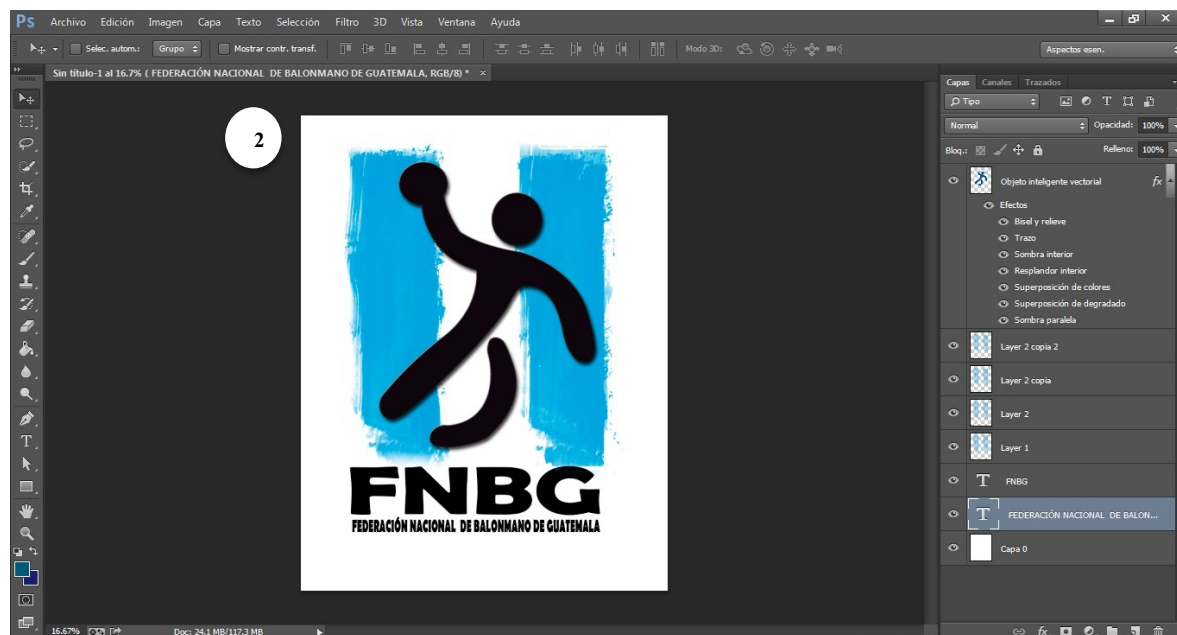 Ps Archivo Edición Imagen Capa Texto Selección Filtro 3D Vista Ventana Ayuda
Selec. autom.: Grupo Mostrar contr. transf. Modo 3D: Aspectos esen.
Sin título-1 al 16.7% ( FEDERACIÓN NACIONAL DE BALONMANO DE GUATEMALA, RGB/8) * ×
2
FNBG
FEDERACIÓN NACIONAL DE BALONMANO DE GUATEMALA
Capas Canales Trazados
Tipo
Normal Opacidad: 100%
Bloq.: Relleno: 100%
Objeto inteligente vectorial fx
Efectos
Bisel y relieve
Trazo
Sombra interior
Resplandor interior
Superposición de colores
Superposición de degradado
Sombra paralela
Layer 2 copia 2
Layer 2 copia
Layer 2
Layer 1
T FNBG
T FEDERACIÓN NACIONAL DE BALON...
Capa 0
16.67% Doc: 24.1 MB/117.3 MB
fx